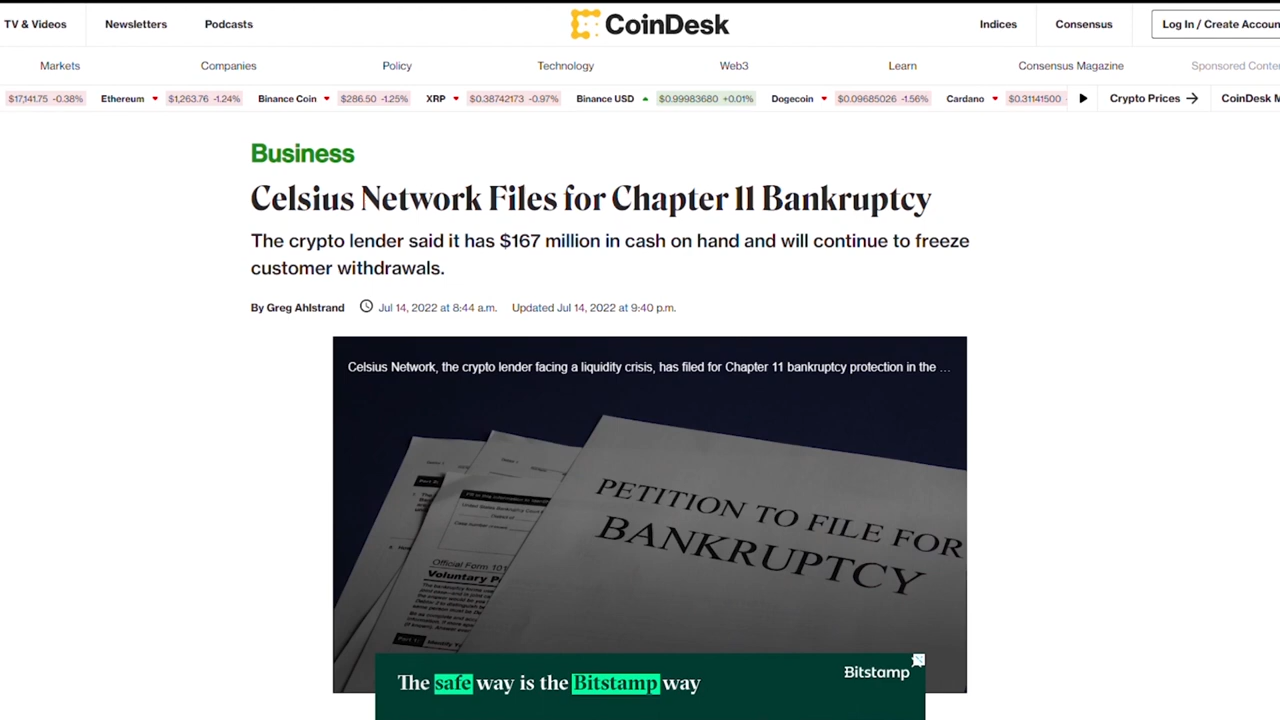 TV & Videos
Newsletters
Podcasts
CoinDesk
Indices
Consensus
Log In / Create Accoun
Markets
Companies
Policy
Technology
Web3
Learn
Consensus Magazine
Sponsored Conte
$17,141.75 -0.38% Ethereum $1,263.76 -1.24% Binance Coin $286.50 -1.25% XRP $0.38742173 -0.97% Binance USD $0.99983680 +0.01% Dogecoin $0.09685026 -1.56% Cardano $0.31141500 - Crypto Prices → CoinDesk M
Business
Celsius Network Files for Chapter 11 Bankruptcy
The crypto lender said it has $167 million in cash on hand and will continue to freeze
customer withdrawals.
By Greg Ahlstrand Jul 14, 2022 at 8:44 a.m. Updated Jul 14, 2022 at 9:40 p.m.
Celsius Network, the crypto lender facing a liquidity crisis, has filed for Chapter 11 bankruptcy protection in the ...
PETITION TO FILE FOR
BANKRUPTCY
Official Form 101
Voluntary P
The safe way is the Bitstamp way
Bitstamp